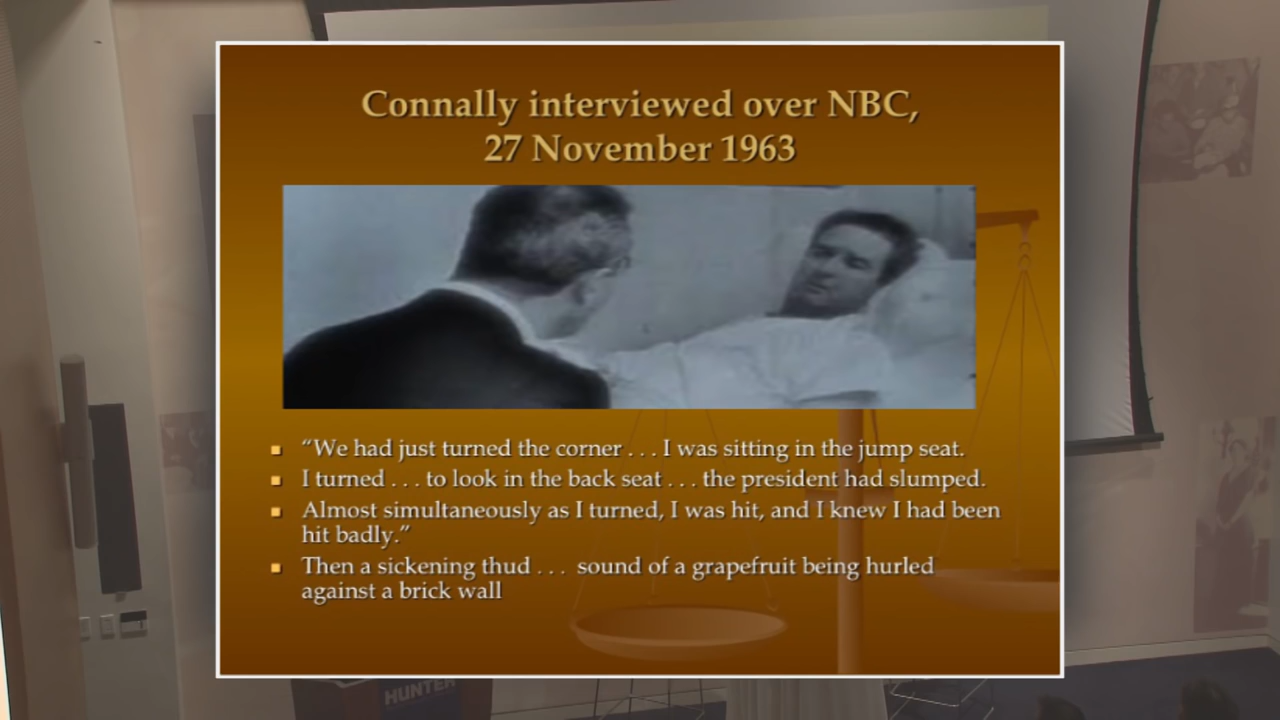 Connally interviewed over NBC,
27 November 1963
“We had just turned the corner . . . I was sitting in the jump seat.
I turned . . . to look in the back seat . . . the president had slumped.
Almost simultaneously as I turned, I was hit, and I knew I had been
hit badly.”
Then a sickening thud . . .  sound of a grapefruit being hurled
against a brick wall
HUNTER